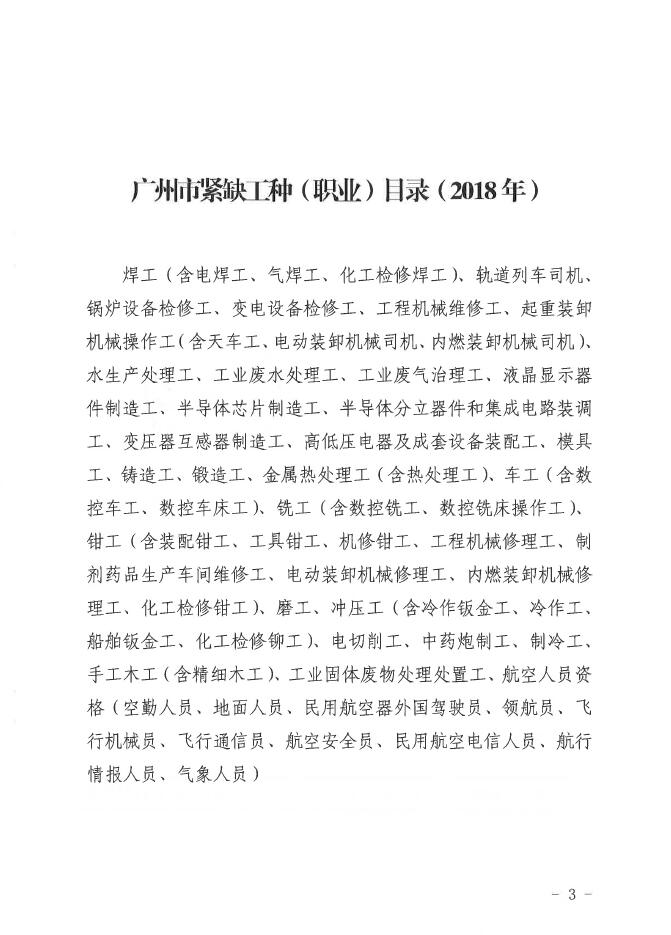 广州市紧缺工种（职业）目录（2018 年）
焊工（含电焊工、气焊工、化工检修焊工）、轨道列车司机、
锅炉设备检修工、变电设备检修工、工程机械维修工、起重装卸
机械操作工（含天车工、电动装卸机械司机、内燃装卸机械司机）、
水生产处理工、工业废水处理工、工业废气治理工、液晶显示器
件制造工、半导体芯片制造工、半导体分立器件和集成电路装调
工、变压器互感器制造工、高低压电器及成套设备装配工、模具
工、铸造工、锻造工、金属热处理工（含热处理工）、车工（含数
控车工、数控车床工）、铣工（含数控铣工、数控铣床操作工）、
钳工（含装配钳工、工具钳工、机修钳工、工程机械修理工、制
剂药品生产车间维修工、电动装卸机械修理工、内燃装卸机械修
理工、化工检修钳工）、磨工、冲压工（含冷作钣金工、冷作工、
船舶钣金工、化工检修铆工）、电切削工、中药炮制工、制冷工、
手工木工（含精细木工）、工业固体废物处理处置工、航空人员资
格（空勤人员、地面人员、民用航空器外国驾驶员、领航员、飞
行机械员、飞行通信员、航空安全员、民用航空电信人员、航行
情报人员、气象人员）
- 3 -